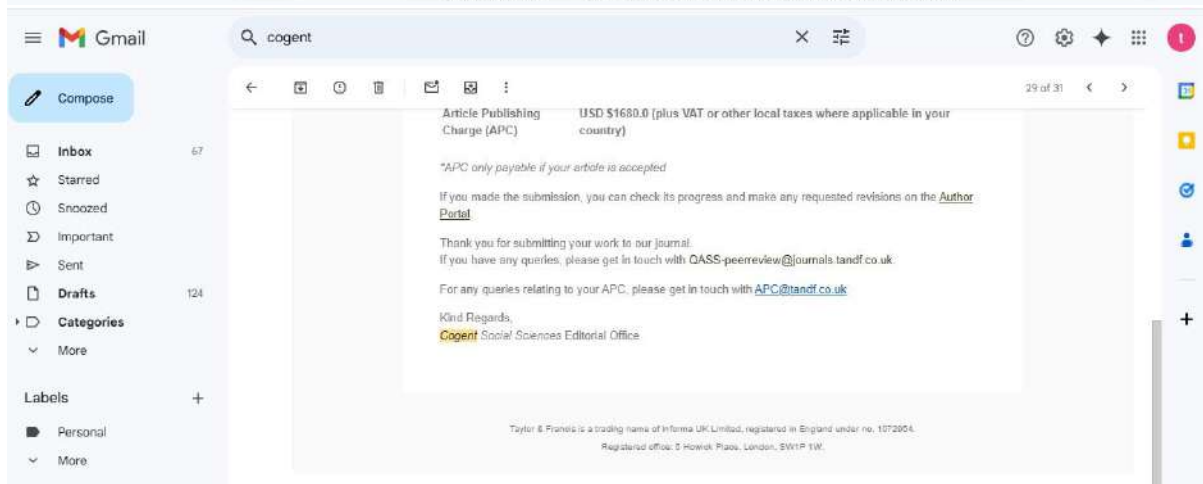 Gmail
cogent
Compose
29 of 31
Inbox 67
Starred
Snoozed
Important
Sent
Drafts 124
Categories
More
Labels
Personal
More
Article Publishing USD $1680.0 (plus VAT or other local taxes where applicable in your
Charge (APC) country)
*APC only payable if your article is accepted
If you made the submission, you can check its progress and make any requested revisions on the Author
Portal
Thank you for submitting your work to our journal.
If you have any queries, please get in touch with OASS-peerreview@journals.tandf.co.uk
For any queries relating to your APC, please get in touch with APC@tandf.co.uk
Kind Regards,
Cogent Social Sciences Editorial Office
Taylor & Francis is a trading name of Informa UK Limited, registered in England under no. 1072954.
Registered office: 5 Howick Place, London, SW1P 1W.
t